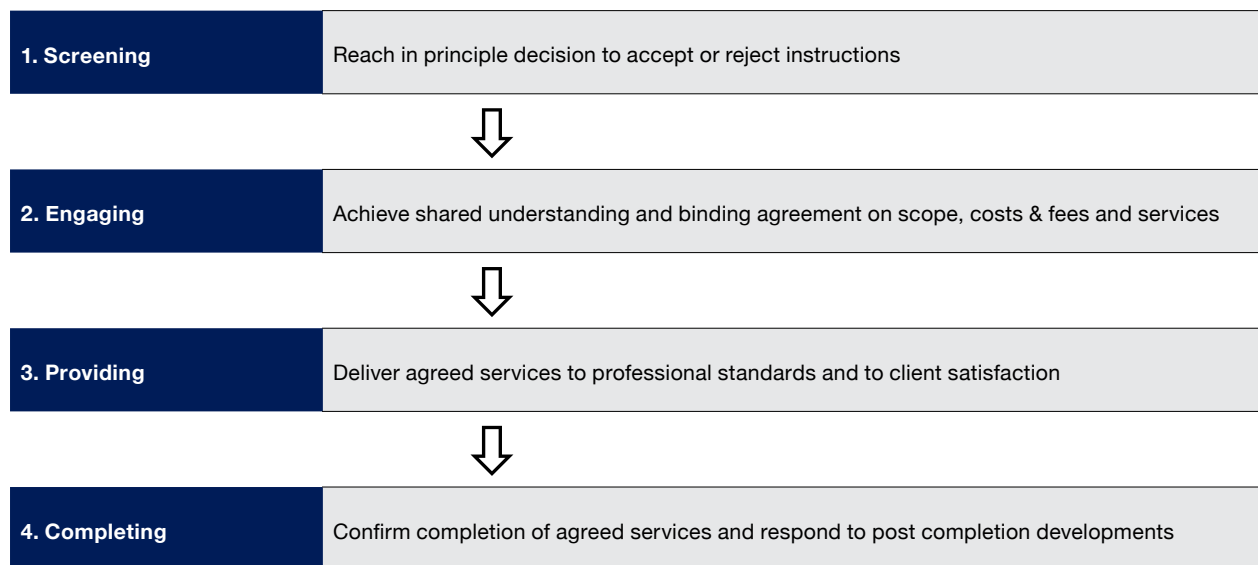 1. Screening
Reach in principle decision to accept or reject instructions
2. Engaging
Achieve shared understanding and binding agreement on scope, costs & fees and services
3. Providing
Deliver agreed services to professional standards and to client satisfaction
4. Completing
Confirm completion of agreed services and respond to post completion developments